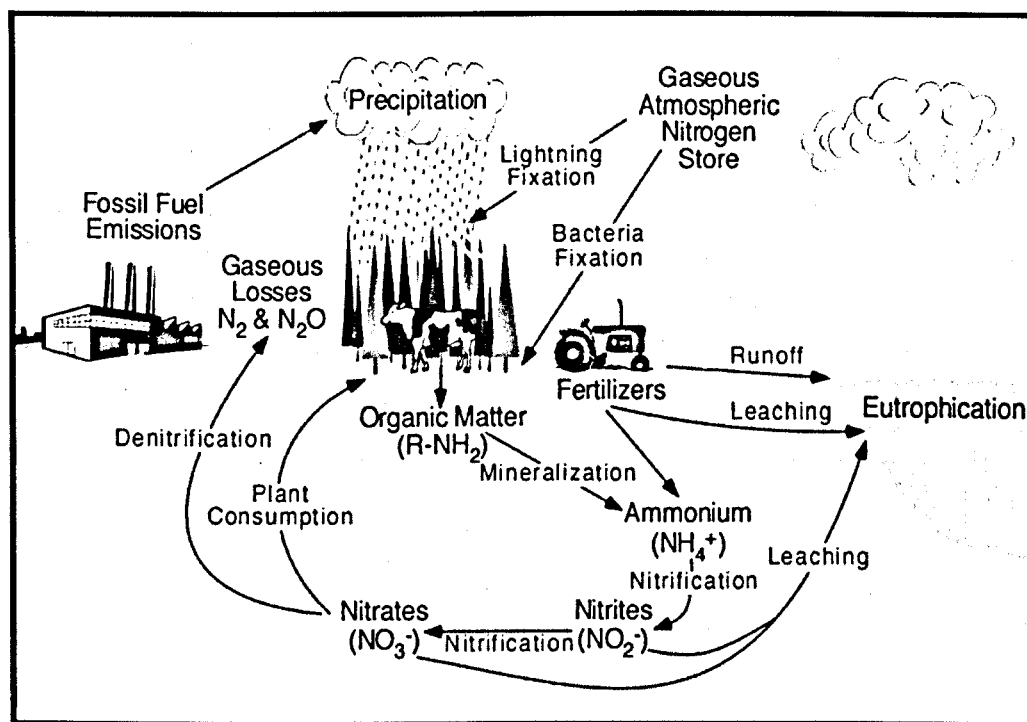 Precipitation
Gaseous
Atmospheric
Nitrogen
Store
Lightning
Fixation
Fossil Fuel
Emissions
Bacteria
Fixation
Gaseous
Losses
N₂ & N₂O
Runoff
Fertilizers
Leaching
Eutrophication
Organic Matter
(R-NH₂)
Denitrification
Mineralization
Plant
Consumption
Ammonium
(NH₄⁺)
Leaching
Nitrification
Nitrates
(NO₃⁻)
Nitrification
Nitrites
(NO₂⁻)